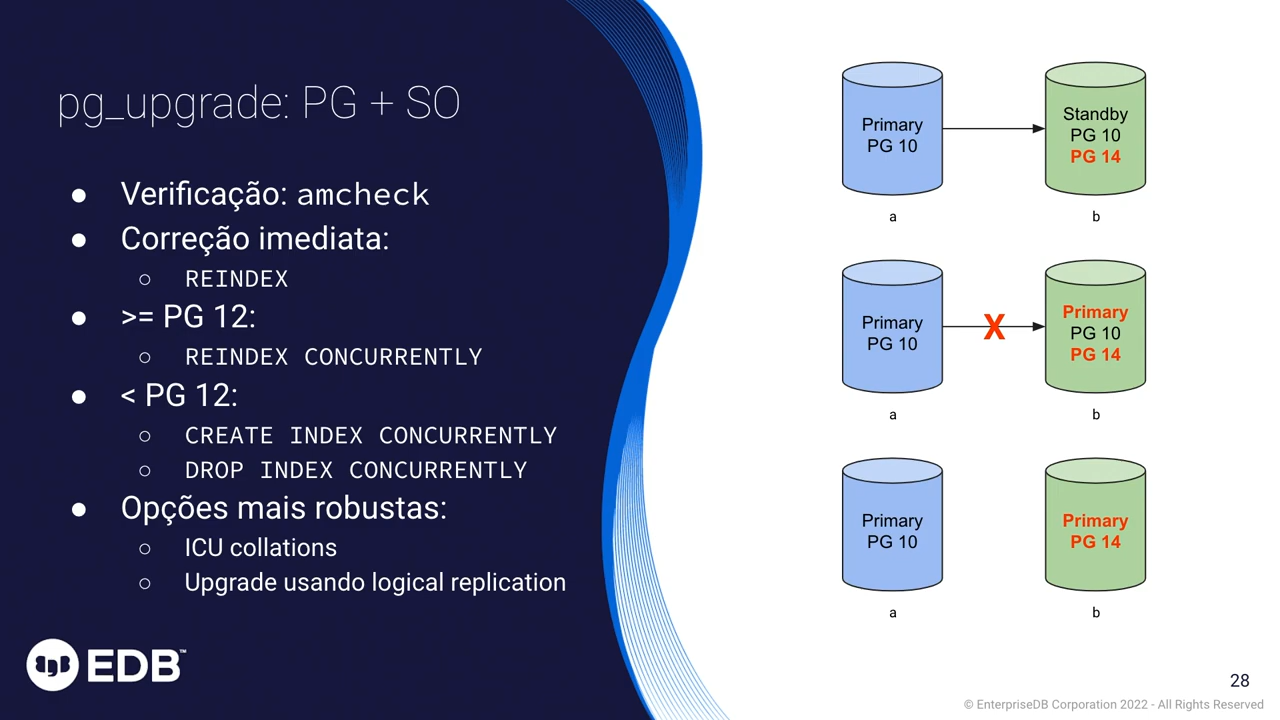 pg_upgrade: PG + SO
● Verificação: amcheck
● Correção imediata:
○ REINDEX
● >= PG 12:
○ REINDEX CONCURRENTLY
● < PG 12:
○ CREATE INDEX CONCURRENTLY
○ DROP INDEX CONCURRENTLY
● Opções mais robustas:
○ ICU collations
○ Upgrade usando logical replication
EDB™
Primary
PG 10
a
Standby
PG 10
PG 14
b
Primary
PG 10
a
X
Primary
PG 10
PG 14
b
Primary
PG 10
a
Primary
PG 14
b
28
© EnterpriseDB Corporation 2022 - All Rights Reserved